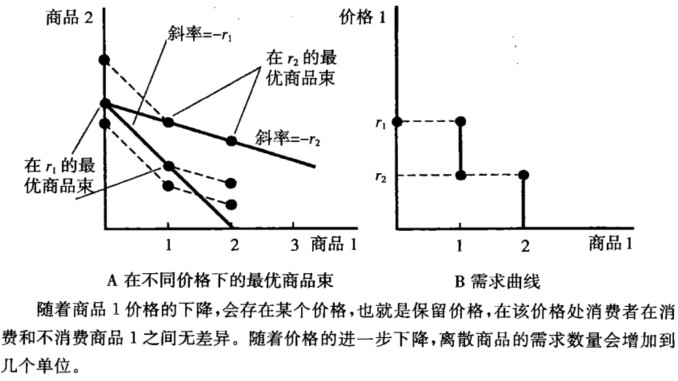 商品 2
斜率=-r₁
在 r₂ 的最
优商品束
斜率=-r₂
在 r₁ 的最
优商品束
1
2
3
商品 1
A 在不同价格下的最优商品束
价格 1
r₁
r₂
1
2
商品 1
B 需求曲线
随着商品 1 价格的下降,会存在某个价格,也就是保留价格,在该价格处消费者在消
费和不消费商品 1 之间无差异。随着价格的进一步下降,离散商品的需求数量会增加到
几个单位。